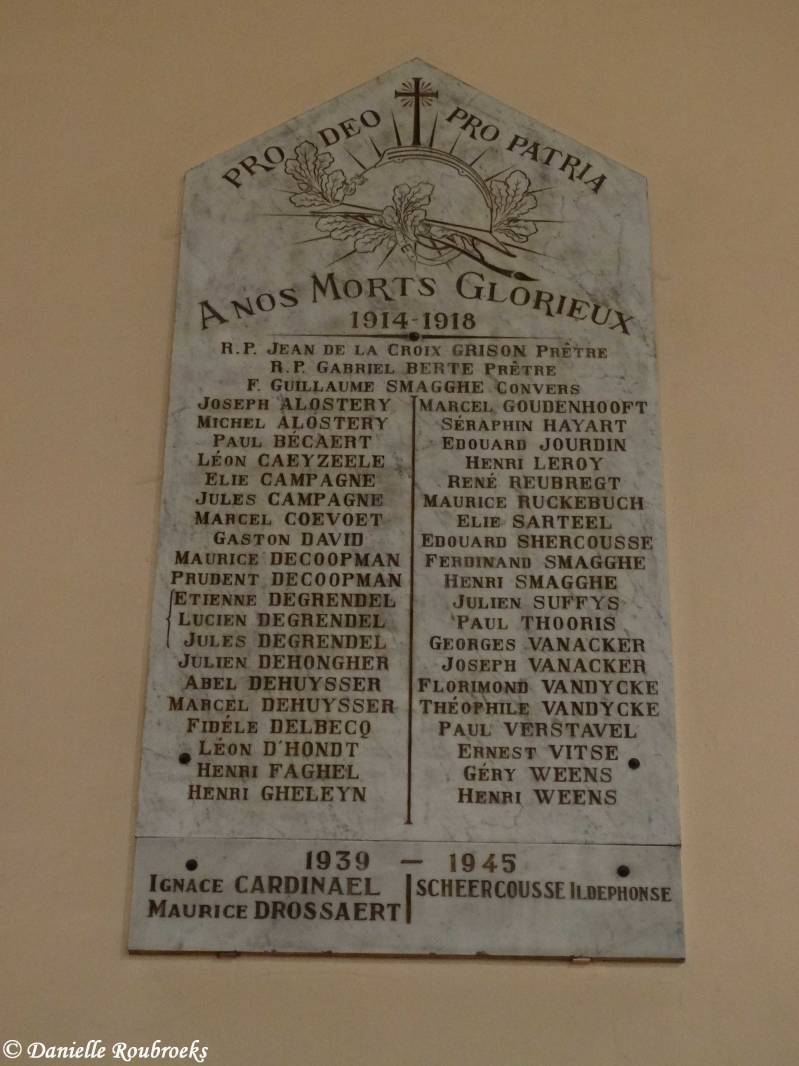 PRO DEO PRO PATRIA
A NOS MORTS GLORIEUX
1914-1918
R.P. JEAN DE LA CROIX GRISON PRÊTRE
R.P. GABRIEL BERTE PRÊTRE
F. GUILLAUME SMAGGHE CONVERS
JOSEPH ALOSTERY
MICHEL ALOSTERY
PAUL BÉCAERT
LÉON CAEYZEELE
ELIE CAMPAGNE
JULES CAMPAGNE
MARCEL COEVOET
GASTON DAVID
MAURICE DECOOPMAN
PRUDENT DECOOPMAN
ETIENNE DEGRENDEL
LUCIEN DEGRENDEL
JULES DEGRENDEL
JULIEN DEHONGHER
ABEL DEHUYSSER
MARCEL DEHUYSSER
FIDÉLE DELBECQ
LÉON D'HONDT
HENRI FAGHEL
HENRI GHELEYN
MARCEL GOUDENHOOFT
SÉRAPHIN HAYART
EDOUARD JOURDIN
HENRI LEROY
RENÉ REUBREGT
MAURICE RUCKEBUCH
ELIE SARTEEL
EDOUARD SHERCOUSSE
FERDINAND SMAGGHE
HENRI SMAGGHE
JULIEN SUFFYS
PAUL THOORIS
GEORGES VANACKER
JOSEPH VANACKER
FLORIMOND VANDYCKE
THÉOPHILE VANDYCKE
PAUL VERSTAVEL
ERNEST VITSE
GÉRY WEENS
HENRI WEENS
1939 — 1945
IGNACE CARDINAEL
MAURICE DROSSAERT
SCHEERCOUSSE ILDEPHONSE
© Danielle Roubroeks